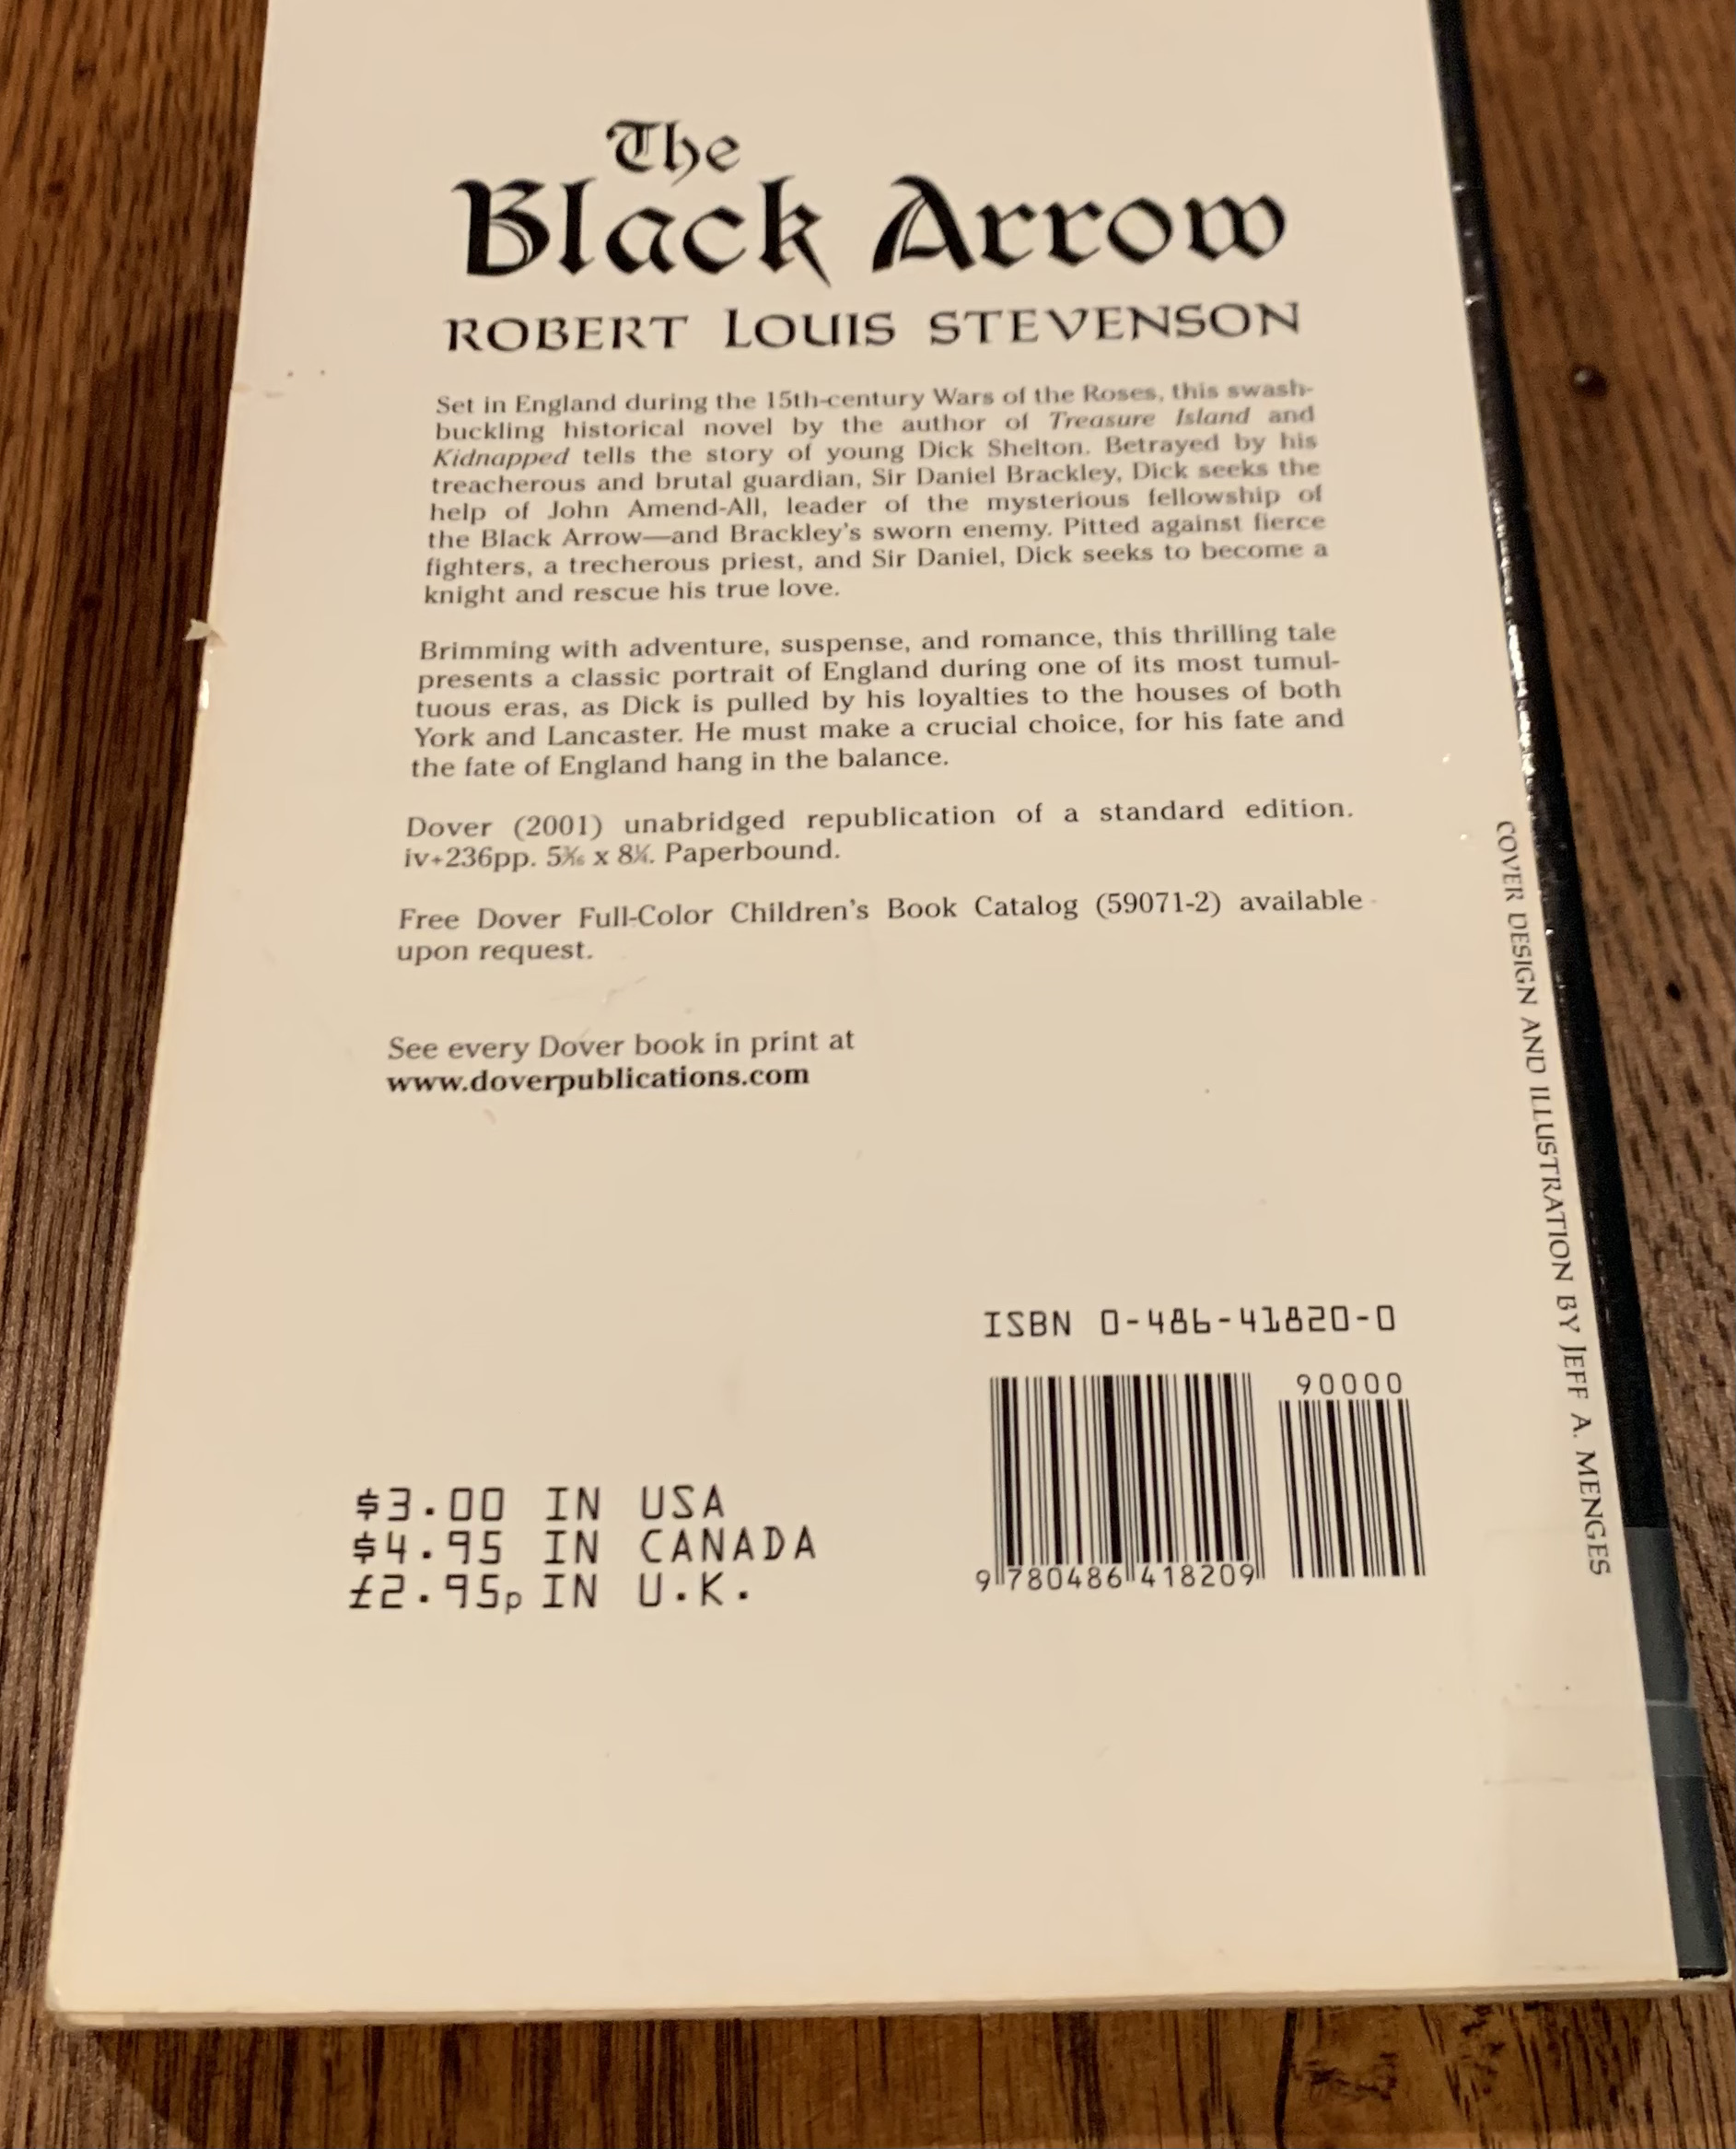 The
Black Arrow
ROBERT LOUIS STEVENSON
Set in England during the 15th-century Wars of the Roses, this swash-
buckling historical novel by the author of Treasure Island and
Kidnapped tells the story of young Dick Shelton. Betrayed by his
treacherous and brutal guardian, Sir Daniel Brackley, Dick seeks the
help of John Amend-All, leader of the mysterious fellowship of
the Black Arrow—and Brackley's sworn enemy. Pitted against fierce
fighters, a trecherous priest, and Sir Daniel, Dick seeks to become a
knight and rescue his true love.
Brimming with adventure, suspense, and romance, this thrilling tale
presents a classic portrait of England during one of its most tumul-
tuous eras, as Dick is pulled by his loyalties to the houses of both
York and Lancaster. He must make a crucial choice, for his fate and
the fate of England hang in the balance.
Dover (2001) unabridged republication of a standard edition.
iv+236pp. 5³⁄₁₆ x 8¼. Paperbound.
Free Dover Full-Color Children's Book Catalog (59071-2) available
upon request.
See every Dover book in print at
www.doverpublications.com
COVER DESIGN AND ILLUSTRATION BY JEFF A. MENGES
ISBN 0-486-41820-0
90000
9 780486 418209
$3.00 IN USA
$4.95 IN CANADA
£2.95p IN U.K.